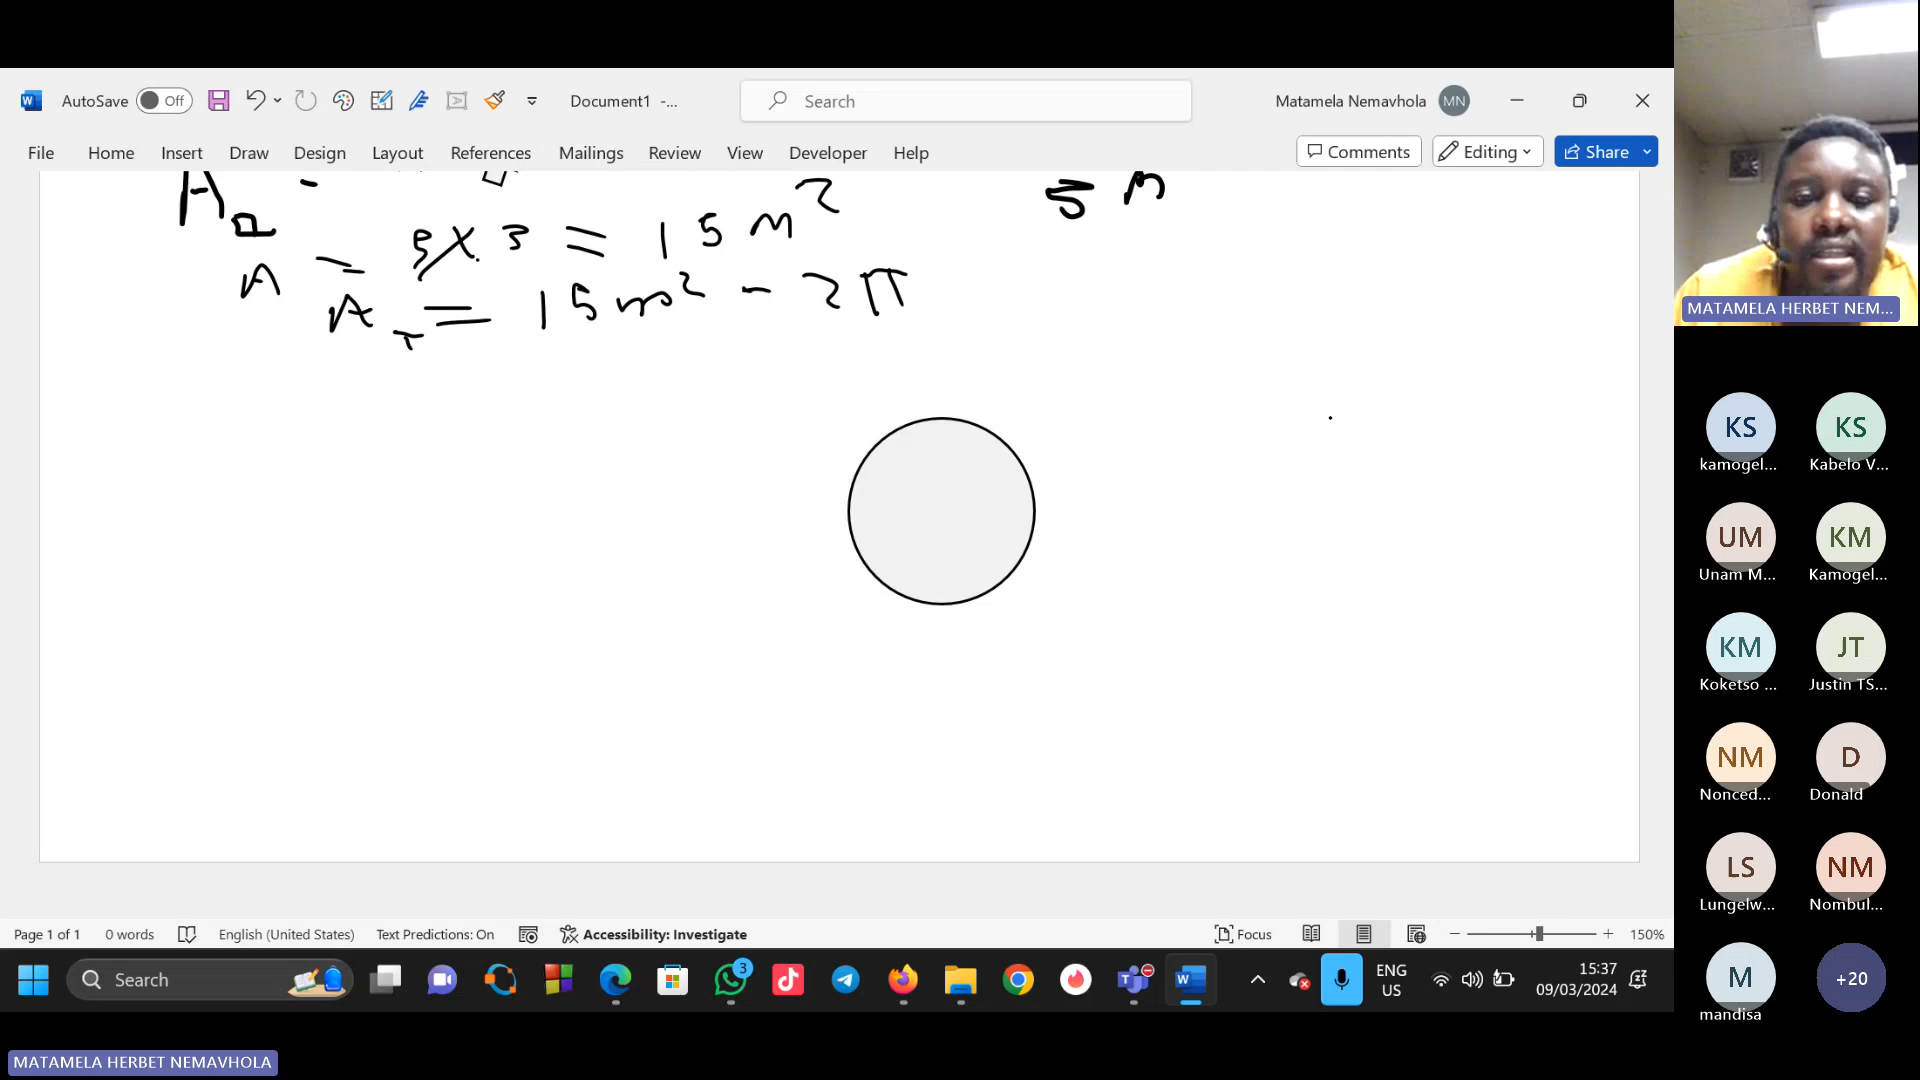 AutoSave Off Document1 -... Search Matamela Nemavhola MN
File Home Insert Draw Design Layout References Mailings Review View Developer Help Comments Editing Share
A□ =
5 m
A = 5 x 3 = 15 m²
A T = 15 m² - 2π
Page 1 of 1 0 words English (United States) Text Predictions: On Accessibility: Investigate Focus 150%
Search 3 ENG US 15:37 09/03/2024
MATAMELA HERBET NEMAVHOLA
MATAMELA HERBET NEM...
KS KS
kamogel... Kabelo V...
UM KM
Unam M... Kamogel...
KM JT
Koketso ... Justin TS...
NM D
Nonced... Donald
LS NM
Lungelw... Nombul...
M +20
mandisa